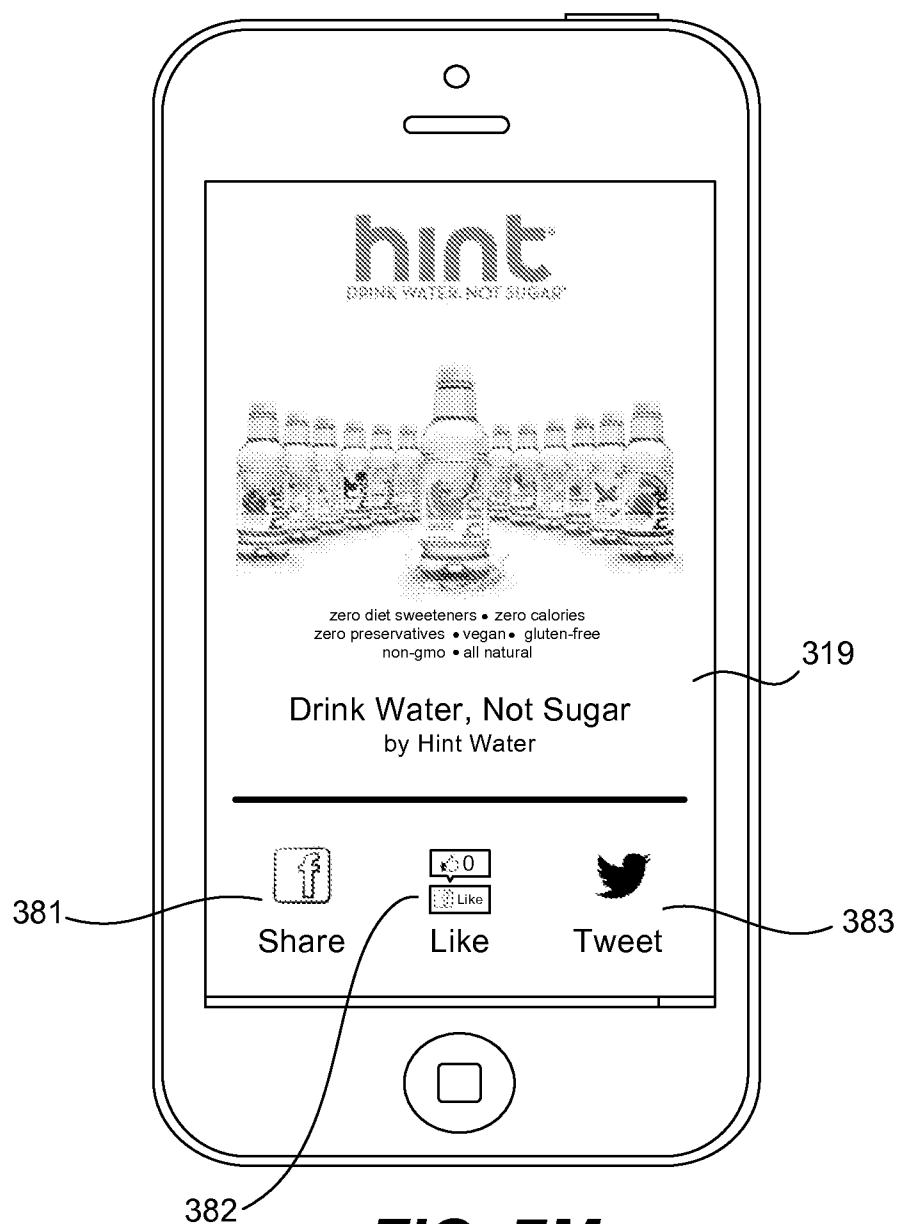 hint
DRINK WATER, NOT SUGAR
zero diet sweeteners • zero calories
zero preservatives • vegan • gluten-free
non-gmo • all natural
319
Drink Water, Not Sugar
by Hint Water
0
Like
381
383
Share Like Tweet
382